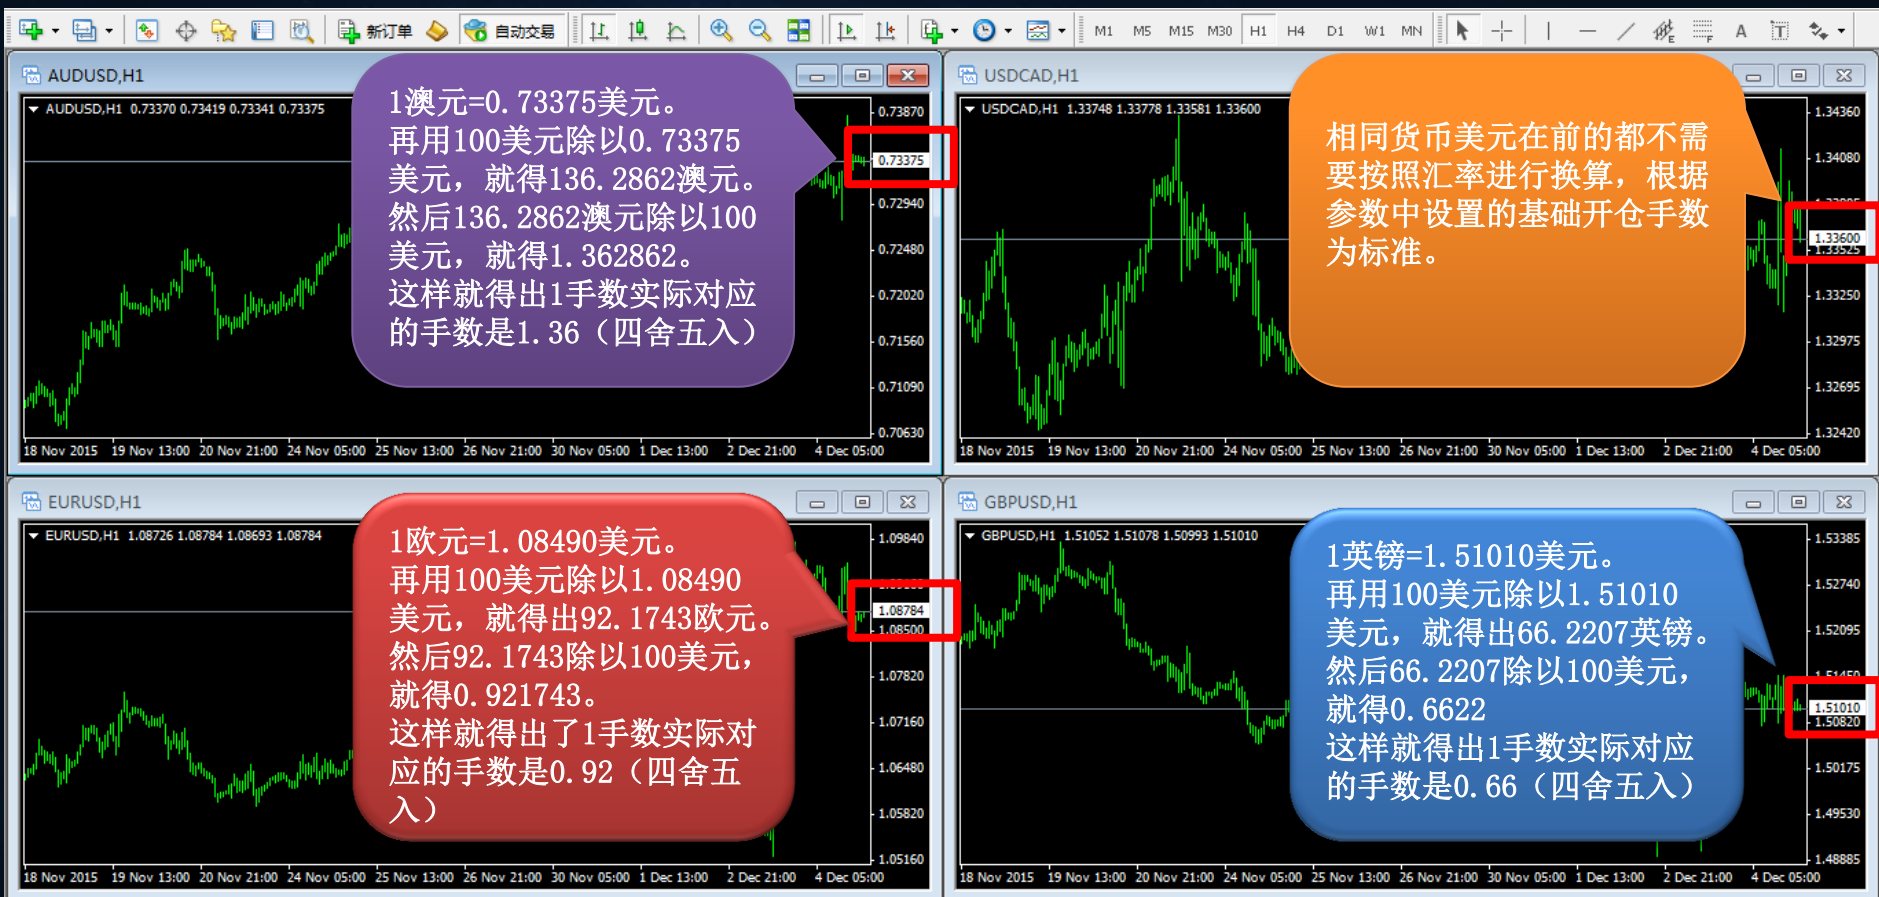 新订单 自动交易 M1 M5 M15 M30 H1 H4 D1 W1 MN
AUDUSD,H1
AUDUSD,H1 0.73370 0.73419 0.73341 0.73375
1澳元=0.73375美元。
再用100美元除以0.73375
美元，就得136.2862澳元。
然后136.2862澳元除以100
美元，就得1.362862。
这样就得出1手数实际对应
的手数是1.36（四舍五入）
0.73870
0.73375
0.72940
0.72480
0.72020
0.71560
0.71090
0.70630
18 Nov 2015 19 Nov 13:00 20 Nov 21:00 24 Nov 05:00 25 Nov 13:00 26 Nov 21:00 30 Nov 05:00 1 Dec 13:00 2 Dec 21:00 4 Dec 05:00
USDCAD,H1
USDCAD,H1 1.33748 1.33778 1.33581 1.33600
相同货币美元在前的都不需
要按照汇率进行换算，根据
参数中设置的基础开仓手数
为标准。
1.34360
1.34080
1.33600
1.33525
1.33250
1.32975
1.32695
1.32420
18 Nov 2015 19 Nov 13:00 20 Nov 21:00 24 Nov 05:00 25 Nov 13:00 26 Nov 21:00 30 Nov 05:00 1 Dec 13:00 2 Dec 21:00 4 Dec 05:00
EURUSD,H1
EURUSD,H1 1.08726 1.08784 1.08693 1.08784
1欧元=1.08490美元。
再用100美元除以1.08490
美元，就得出92.1743欧元。
然后92.1743除以100美元，
就得0.921743。
这样就得出了1手数实际对
应的手数是0.92（四舍五
入）
1.09840
1.08784
1.08500
1.07820
1.07160
1.06480
1.05820
1.05160
18 Nov 2015 19 Nov 13:00 20 Nov 21:00 24 Nov 05:00 25 Nov 13:00 26 Nov 21:00 30 Nov 05:00 1 Dec 13:00 2 Dec 21:00 4 Dec 05:00
GBPUSD,H1
GBPUSD,H1 1.51052 1.51078 1.50993 1.51010
1英镑=1.51010美元。
再用100美元除以1.51010
美元，就得出66.2207英镑。
然后66.2207除以100美元，
就得0.6622
这样就得出1手数实际对应
的手数是0.66（四舍五入）
1.53385
1.52740
1.52095
1.51450
1.51010
1.50820
1.50175
1.49530
1.48885
18 Nov 2015 19 Nov 13:00 20 Nov 21:00 24 Nov 05:00 25 Nov 13:00 26 Nov 21:00 30 Nov 05:00 1 Dec 13:00 2 Dec 21:00 4 Dec 05:00